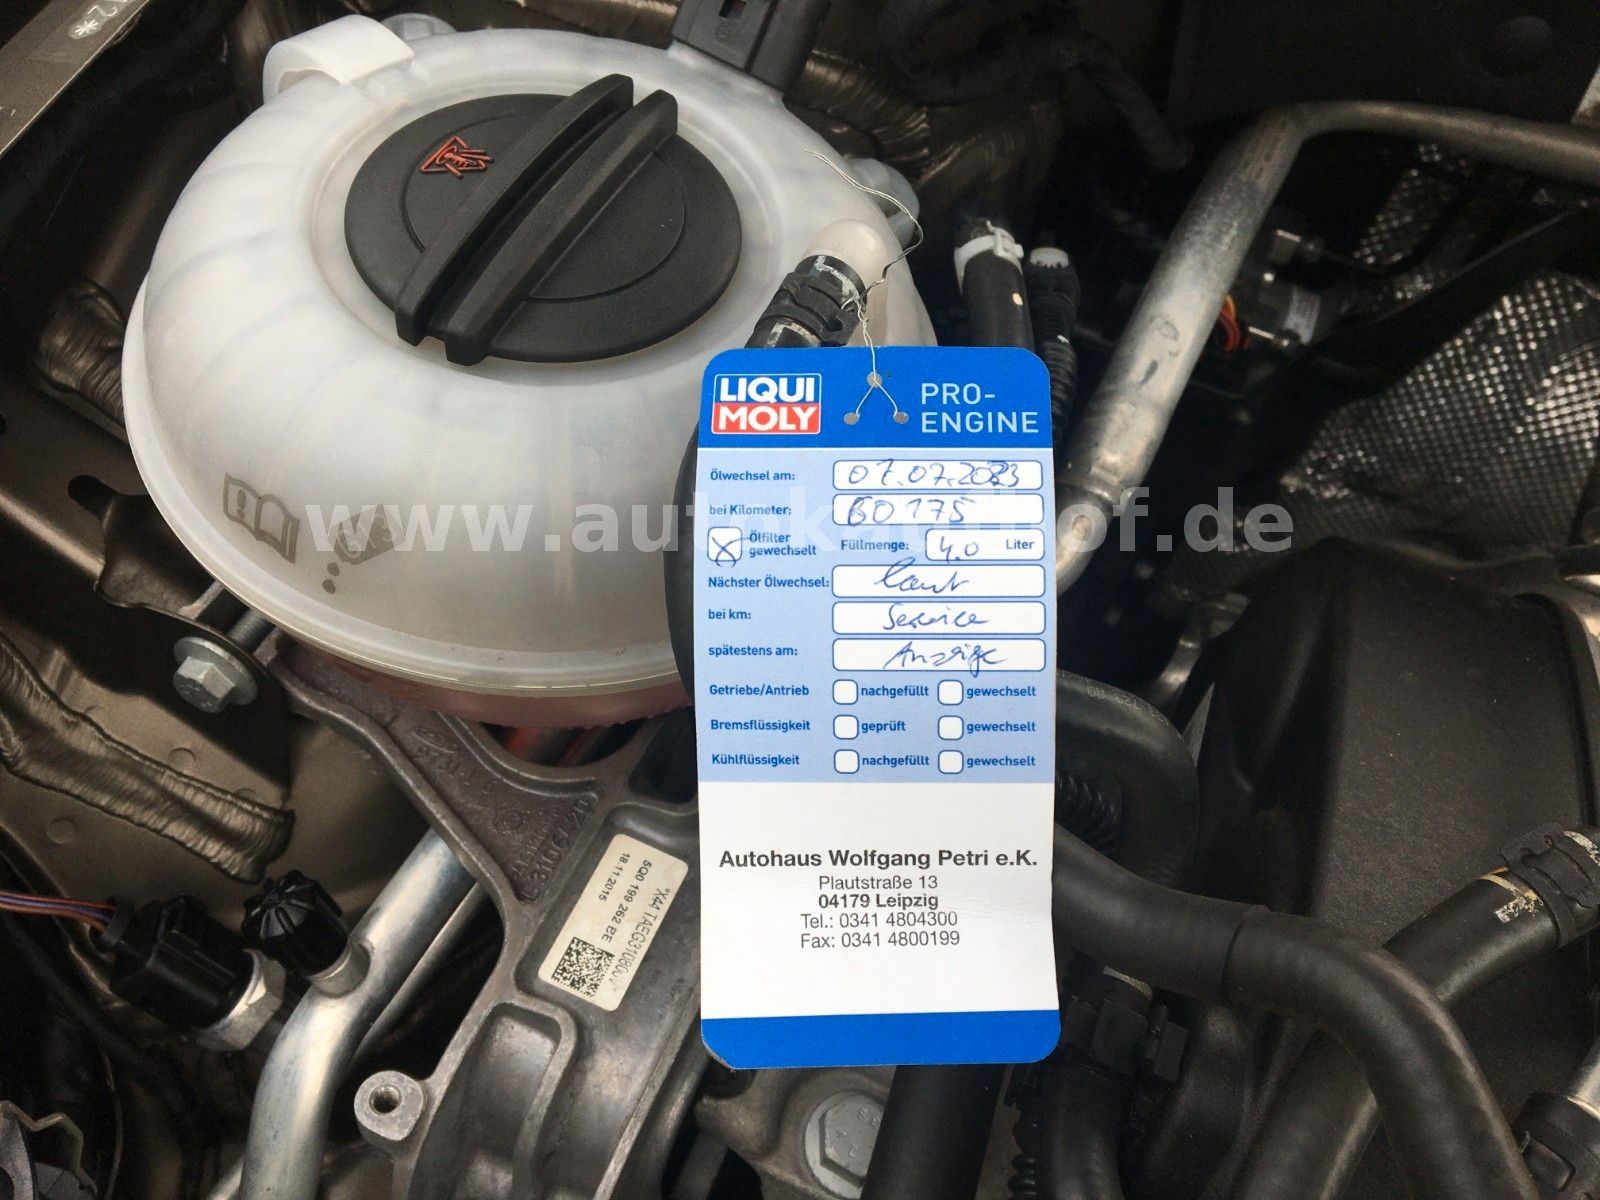 LIQUI
MOLY
PRO-
ENGINE
Ölwechsel am: 07.07.2023
bei Kilometer: 60175
Ölfilter
gewechselt
Füllmenge: 4.0 Liter
Nächster Ölwechsel: laut
bei km: Service
spätestens am: Anzeige
Getriebe/Antrieb nachgefüllt gewechselt
Bremsflüssigkeit geprüft gewechselt
Kühlflüssigkeit nachgefüllt gewechselt
Autohaus Wolfgang Petri e.K.
Plautstraße 13
04179 Leipzig
Tel.: 0341 4804300
Fax: 0341 4800199
5Q0 199 262 BE
18.11.2015